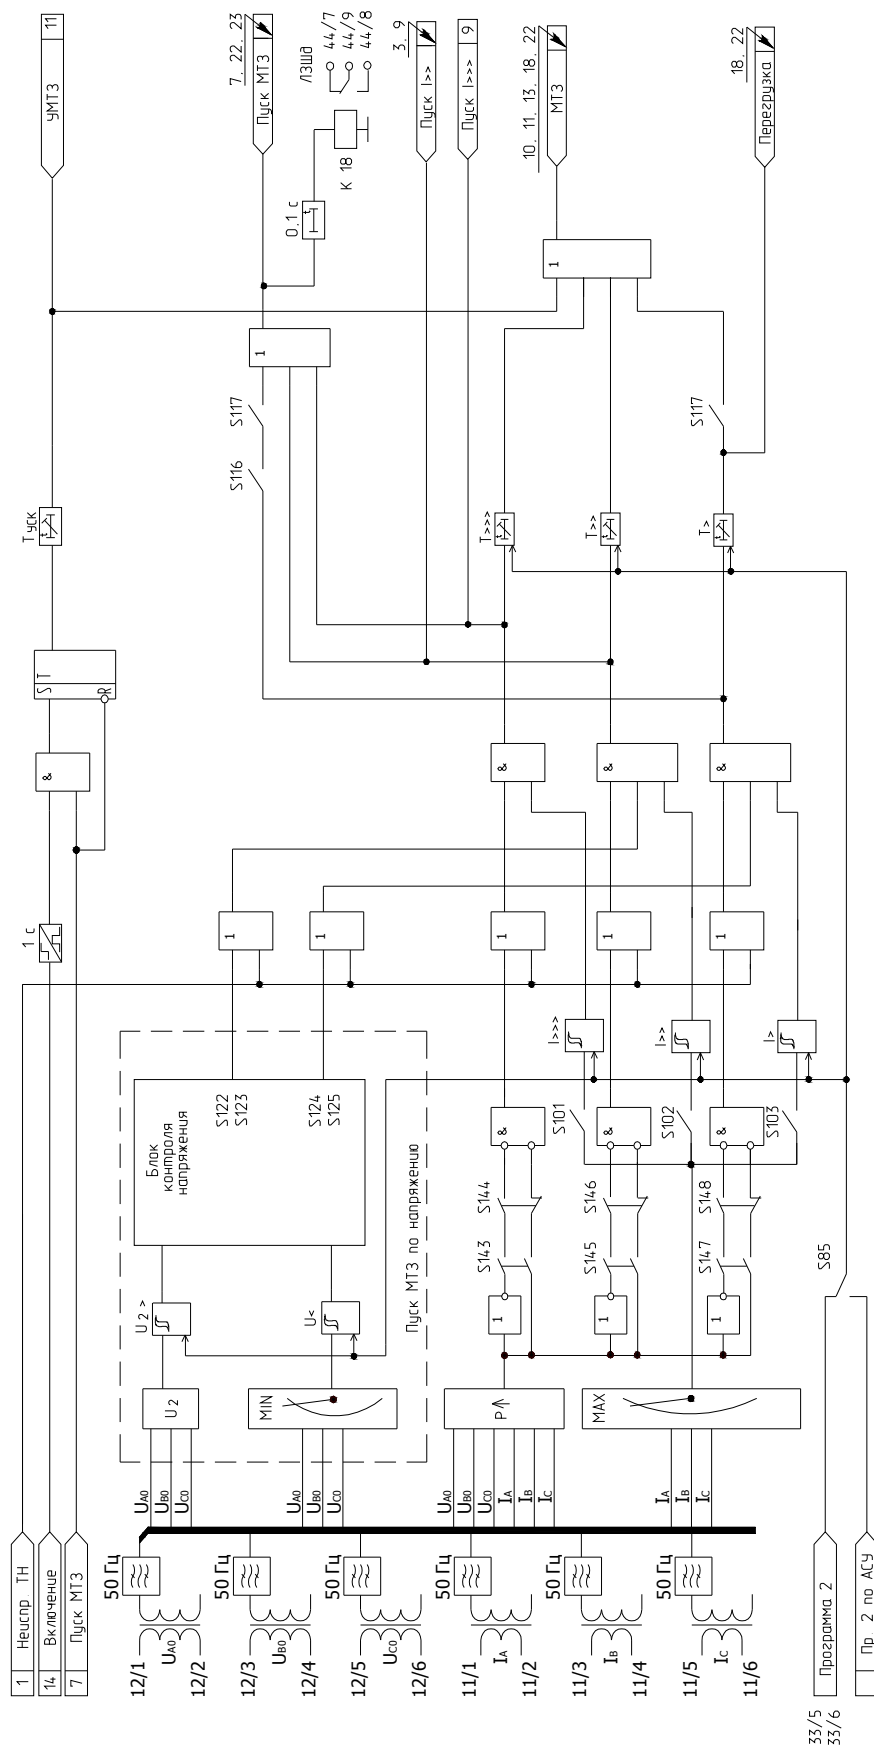 11
УМТЗ
7, 22, 23
Пуск МТЗ
ЛЗШд
44/7
44/9
44/8
К 18
0.1 с
3, 9
Пуск I>>
9
Пуск I>>>
10, 11, 13, 18, 22
МТЗ
18, 22
Перегрузка
1
1
S117
S116
S117
Туск
T>>>
T>>
T>
S T
R
&
&
&
&
1 с
1
1
1
1
1
I>>>
I>>
I>
Блок
контроля
напряжения
S122
S123
S124
S125
Пуск МТЗ по напряжению
U2>
U<
&
&
&
S101
S102
S103
S144
S146
S148
S143
S145
S147
1
1
1
S85
U2
MIN
P↑
MAX
UA0
UB0
UC0
UA0
UB0
UC0
UA0
UB0
UC0
IA
IB
IC
IA
IB
IC
50 Гц
50 Гц
50 Гц
50 Гц
50 Гц
50 Гц
12/1
UA0
12/2
12/3
UB0
12/4
12/5
UC0
12/6
11/1
IA
11/2
11/3
IB
11/4
11/5
IC
11/6
1 Неиспр. ТН
14 Включение
7 Пуск МТЗ
33/5
33/6
Программа 2
Пр. 2 по АСУ